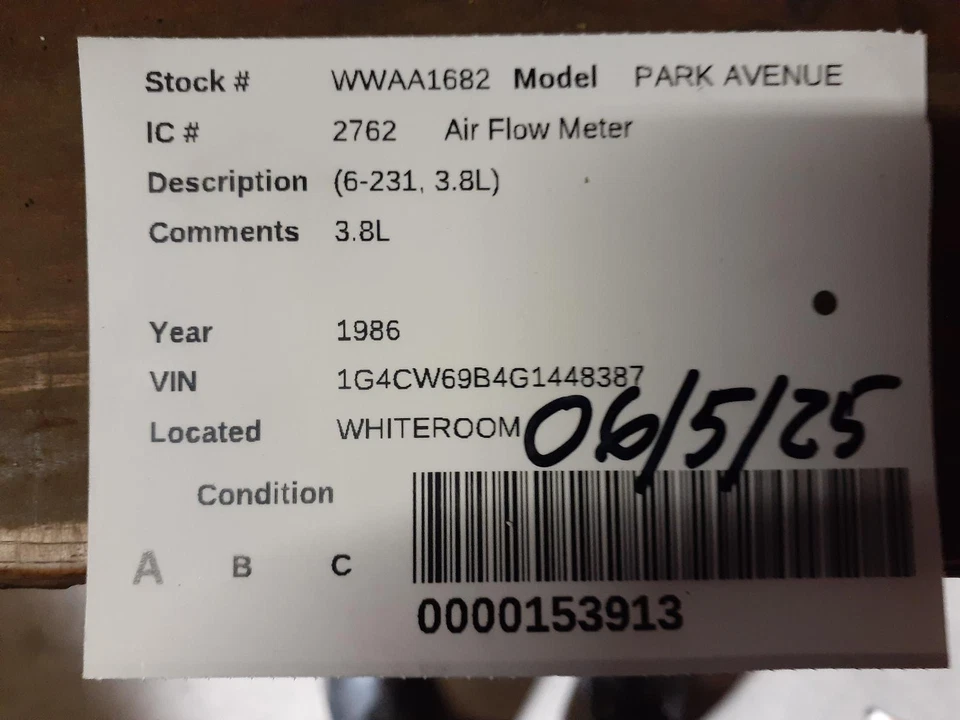 Stock # WWAA1682 Model PARK AVENUE
IC # 2762 Air Flow Meter
Description (6-231, 3.8L)
Comments 3.8L
Year 1986
VIN 1G4CW69B4G1448387
Located WHITEROOM 06/5/25
Condition
A B C
0000153913